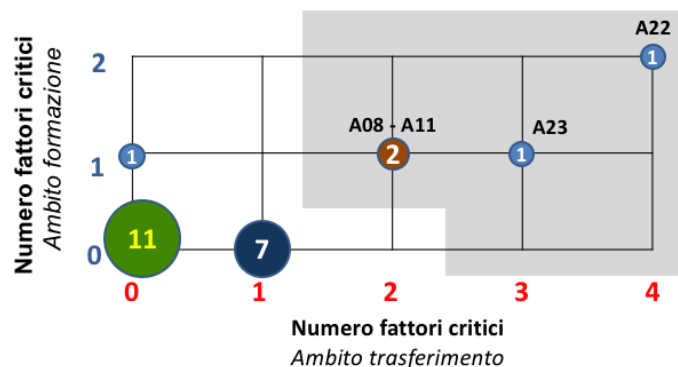 Numero fattori critici
Ambito formazione
A22
2
1
A08 - A11
A23
1
1
2
1
0
11
7
0
1
2
3
4
Numero fattori critici
Ambito trasferimento